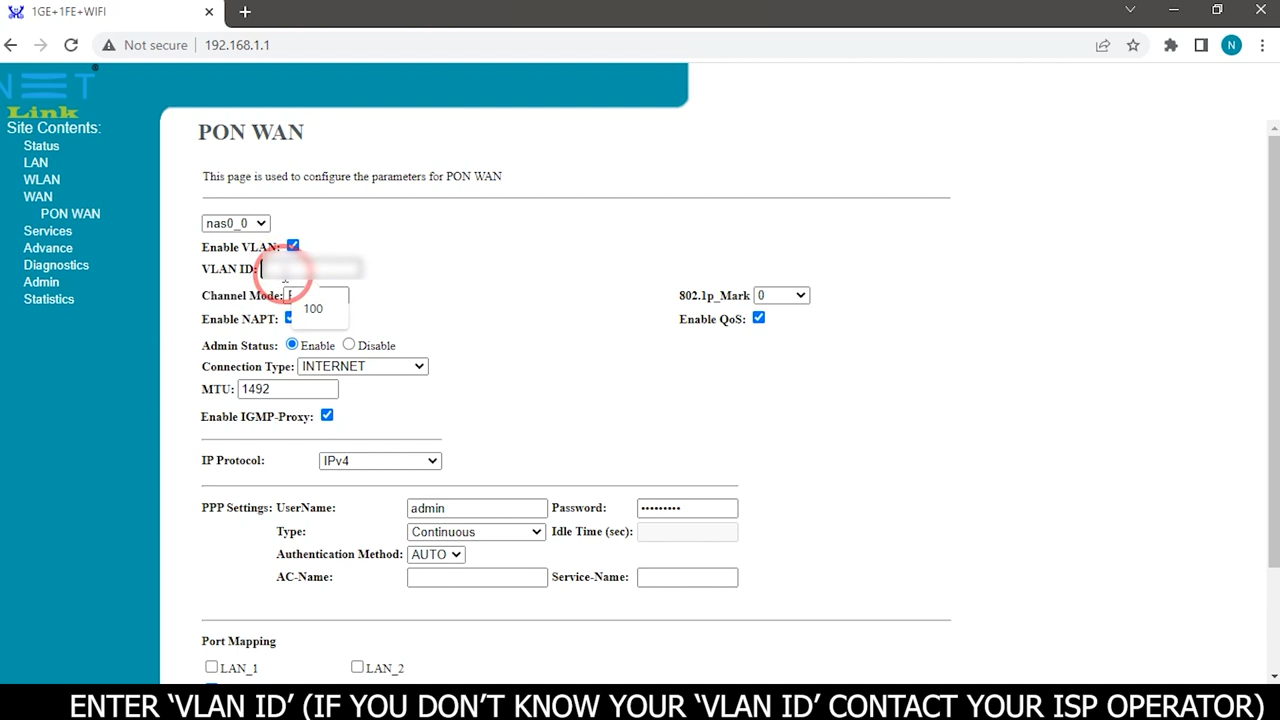 1GE+1FE+WIFI
Not secure
192.168.1.1
N
NET
Link
Site Contents:
Status
LAN
WLAN
WAN
PON WAN
Services
Advance
Diagnostics
Admin
Statistics
PON WAN
This page is used to configure the parameters for PON WAN
nas0_0
Enable VLAN:
VLAN ID:
Channel Mode:
100
802.1p_Mark 0
Enable NAPT:
Enable QoS:
Admin Status: Enable Disable
Connection Type: INTERNET
MTU: 1492
Enable IGMP-Proxy:
IP Protocol: IPv4
PPP Settings: UserName: admin Password: •••••••••
Type: Continuous Idle Time (sec):
Authentication Method: AUTO
AC-Name: Service-Name:
Port Mapping
LAN_1 LAN_2
ENTER ‘VLAN ID’ (IF YOU DON’T KNOW YOUR ‘VLAN ID’ CONTACT YOUR ISP OPERATOR)